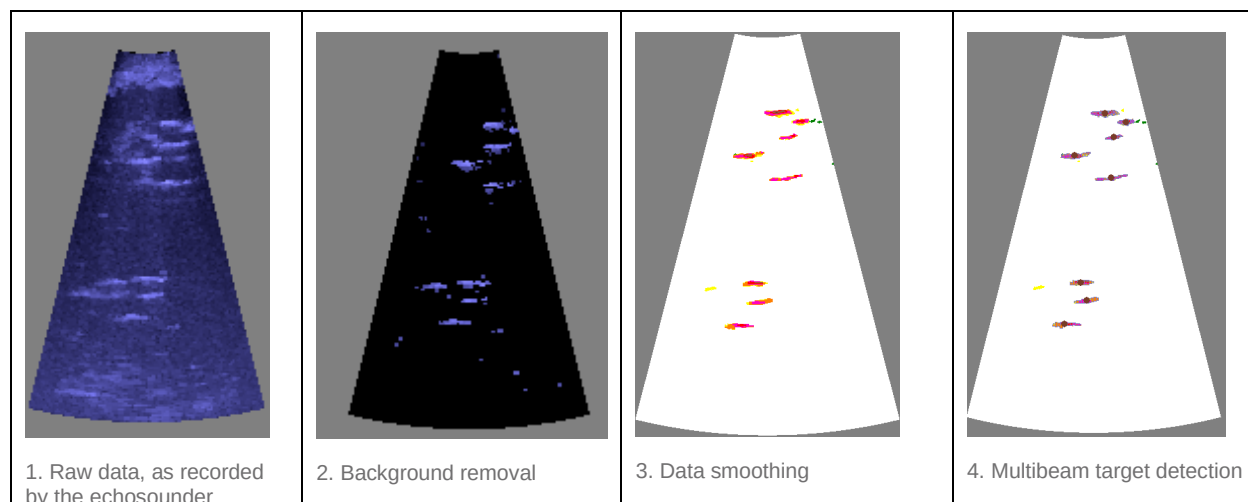 1. Raw data, as recorded
by the echosounder
2. Background removal
3. Data smoothing
4. Multibeam target detection